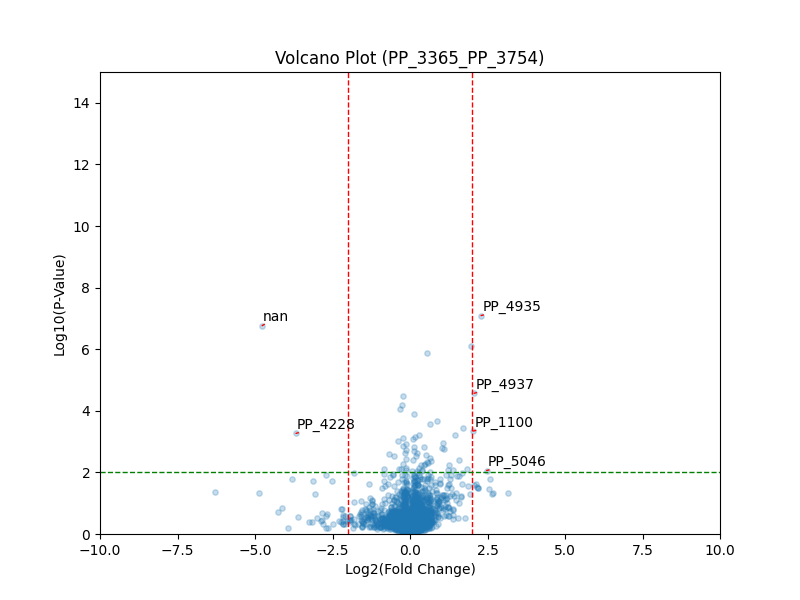 Volcano Plot (PP_3365_PP_3754)
Log10(P-Value)
14
12
10
8
6
4
2
0
nan
PP_4935
PP_4937
PP_4228
PP_1100
PP_5046
−10.0 −7.5 −5.0 −2.5 0.0 2.5 5.0 7.5 10.0
Log2(Fold Change)